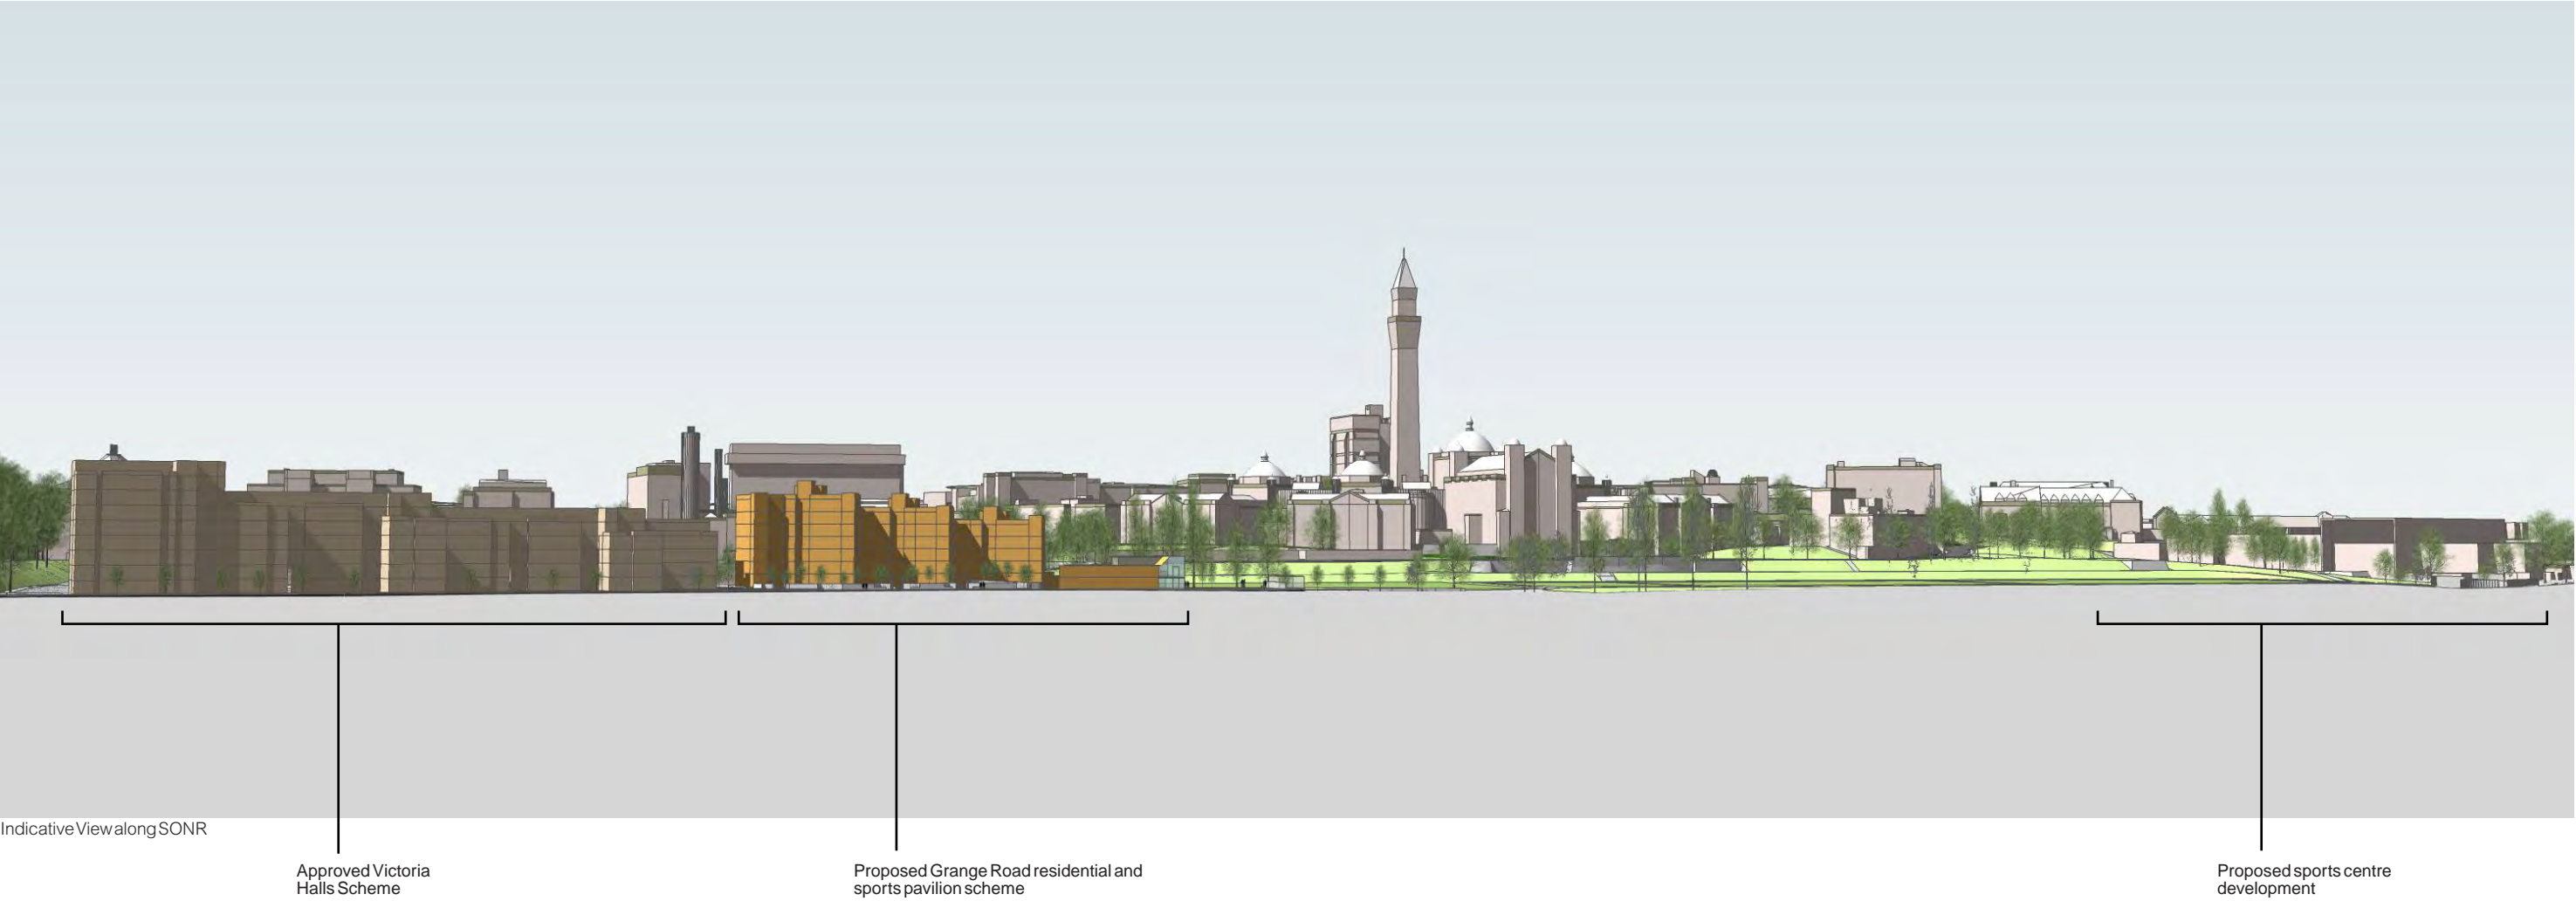 Indicative View along SONR
Approved Victoria
Halls Scheme
Proposed Grange Road residential and
sports pavilion scheme
Proposed sports centre
development